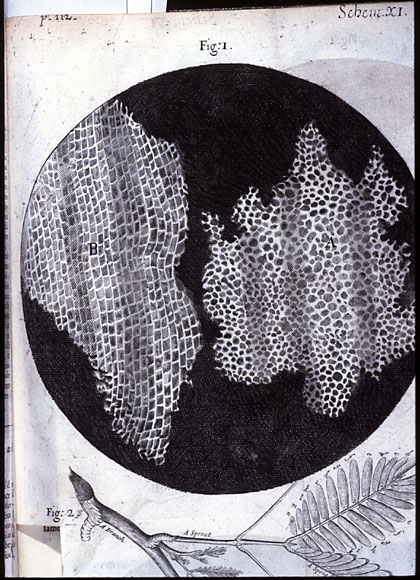 p. 112.
Schem: XI.
Fig: 1.
B
A
Fig: 2
A Branch
A Sprout